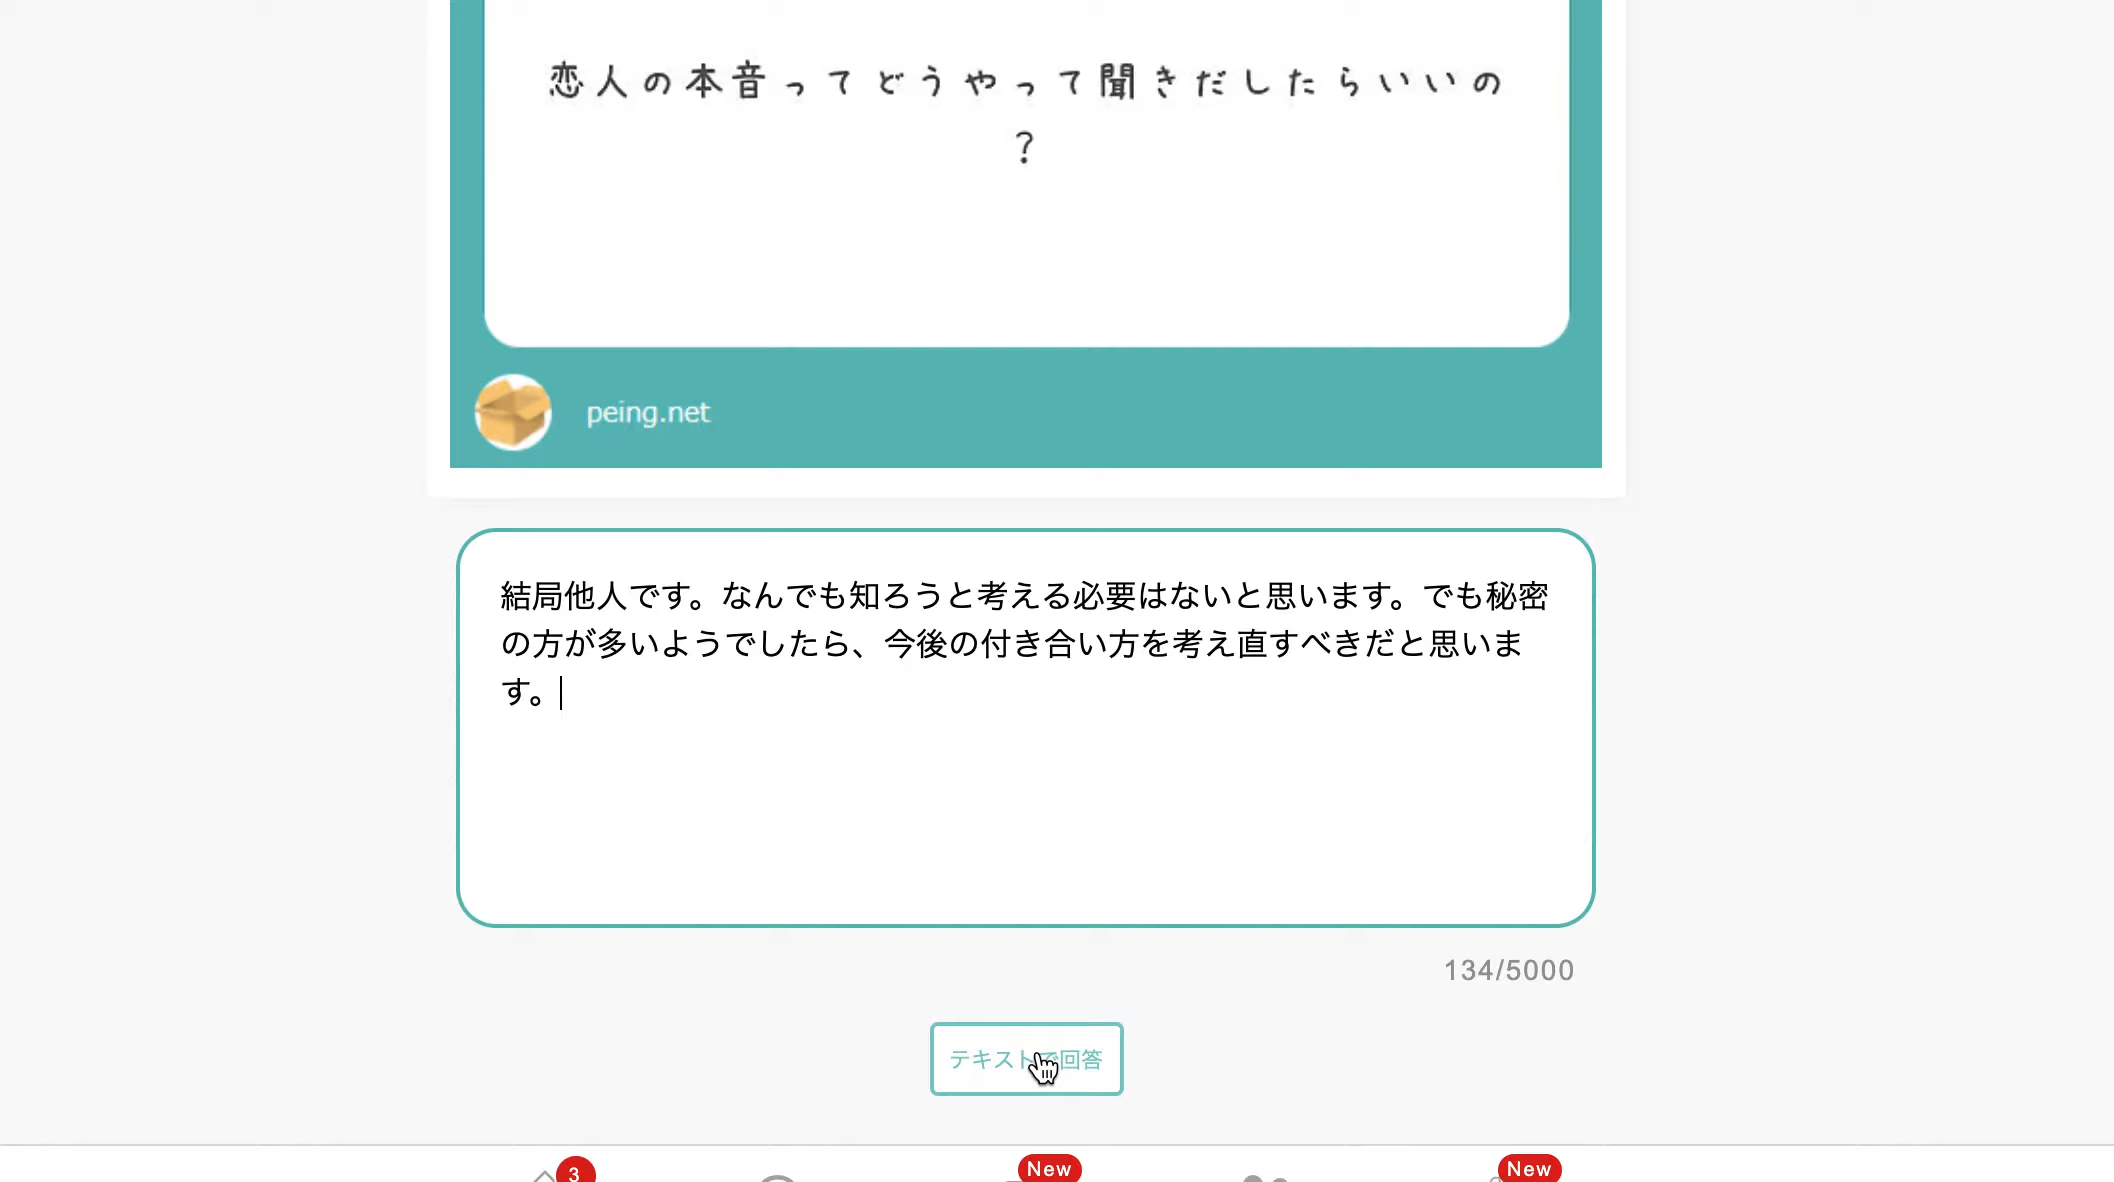 恋人の本音ってどうやって聞きだしたらいいの
？
peing.net
結局他人です。なんでも知ろうと考える必要はないと思います。でも秘密
の方が多いようでしたら、今後の付き合い方を考え直すべきだと思いま
す。
134/5000
テキストで回答
3
New
New